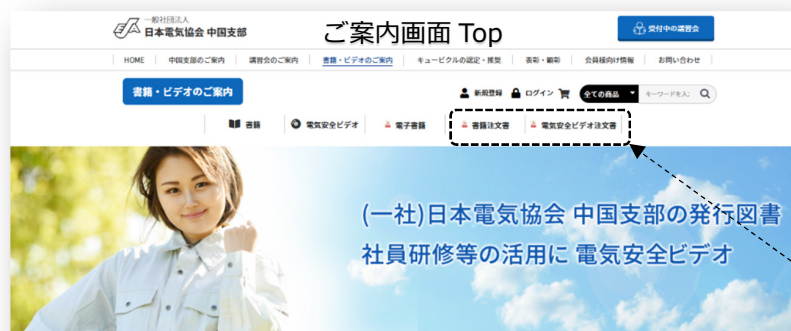 一般社団法人
日本電気協会 中国支部
ご案内画面 Top
受付中の講習会
HOME 中国支部のご案内 講習会のご案内 書籍・ビデオのご案内 キュービクルの認定・推奨 表彰・顕彰 会員様向け情報 お問い合わせ
書籍・ビデオのご案内
新規登録 ログイン 全ての商品 キーワードを入:
書籍 電気安全ビデオ 電子書籍 書籍注文書 電気安全ビデオ注文書
(一社)日本電気協会 中国支部の発行図書
社員研修等の活用に 電気安全ビデオ